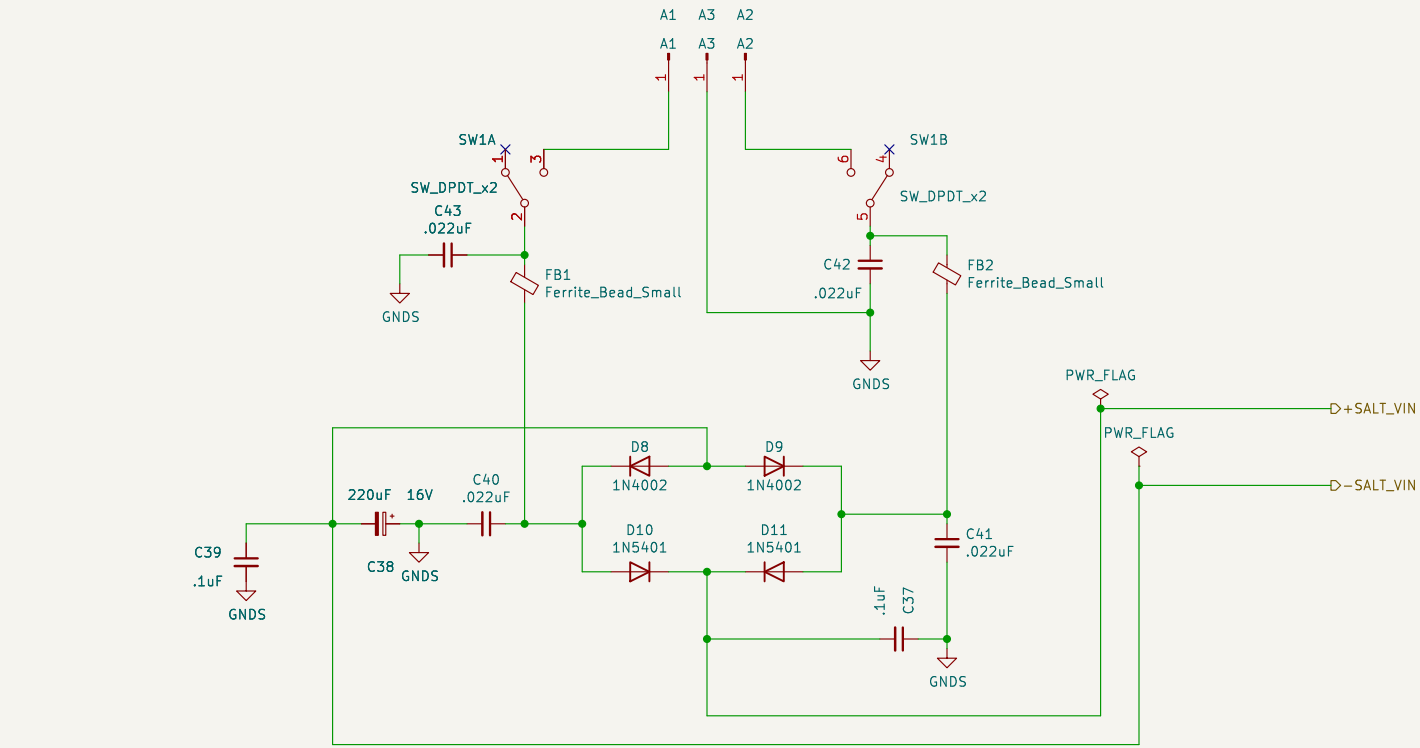 A1 A3 A2
A1 A3 A2
1 1 1
SW1A
1 3
SW_DPDT_x2
2
SW1B
6 4
SW_DPDT_x2
5
C43
.022uF
GNDS
FB1
Ferrite_Bead_Small
C42
.022uF
FB2
Ferrite_Bead_Small
GNDS
PWR_FLAG
+SALT_VIN
PWR_FLAG
-SALT_VIN
D8
1N4002
D9
1N4002
220uF 16V
+
C38
GNDS
C40
.022uF
D10
1N5401
D11
1N5401
C41
.022uF
C39
.1uF
GNDS
.1uF
C37
GNDS